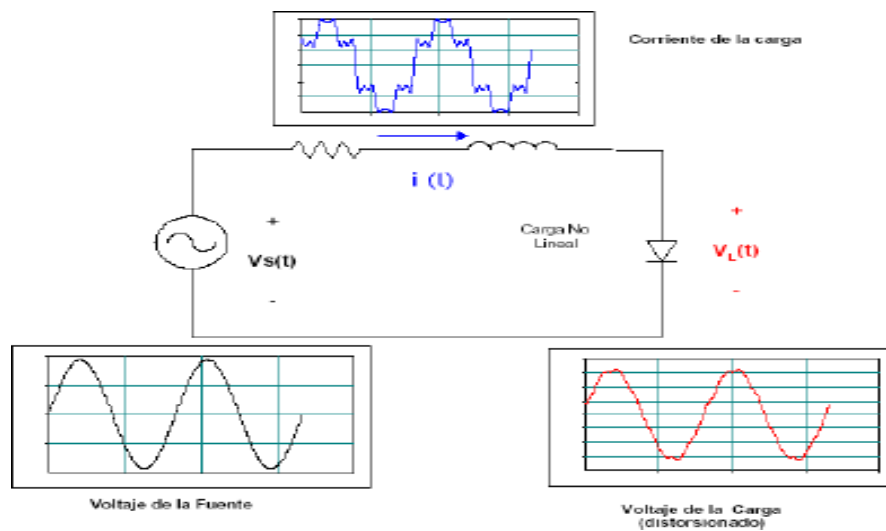 Corriente de la carga
i (t)
+
Vs(t)
-
Carga No
Lineal
+
VL(t)
-
Voltaje de la Fuente
Voltaje de la Carga
(distorsionado)